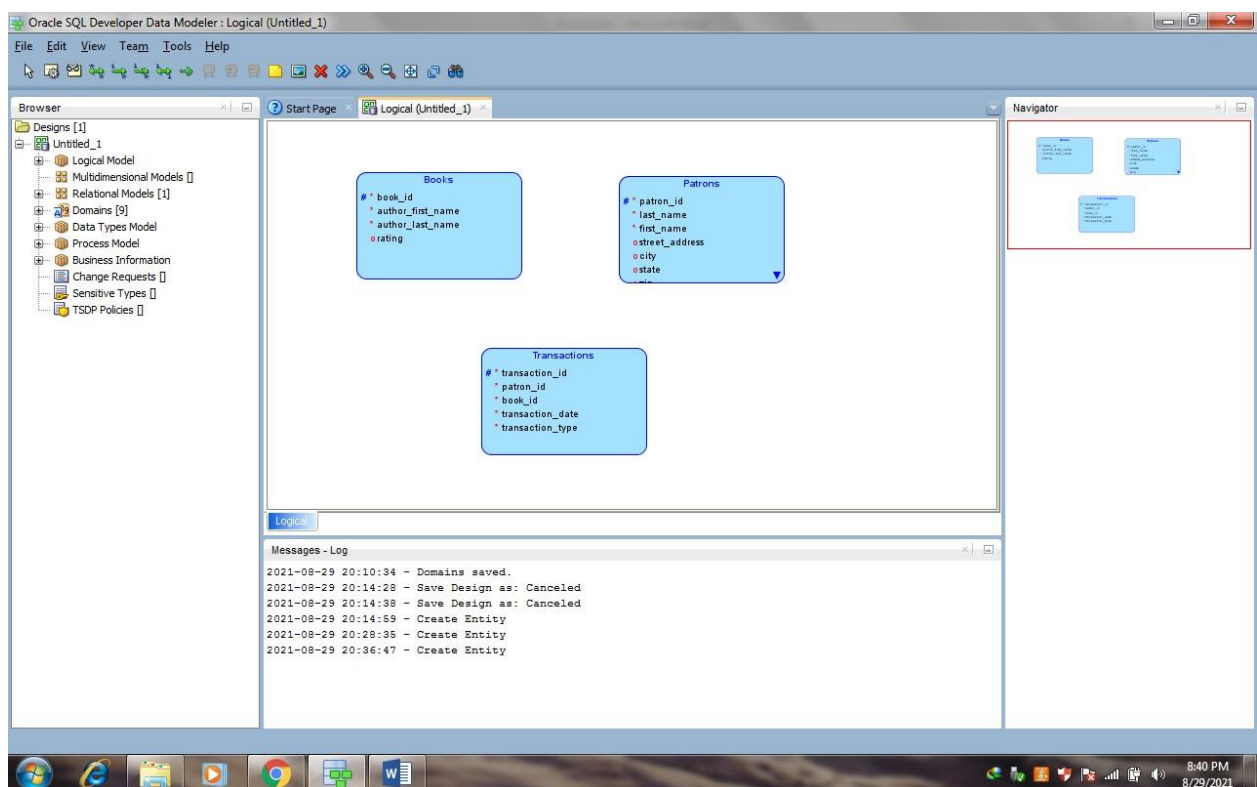 Oracle SQL Developer Data Modeler : Logical (Untitled_1)
File Edit View Team Tools Help
Browser
Designs [1]
Untitled_1
Logical Model
Multidimensional Models []
Relational Models [1]
Domains [9]
Data Types Model
Process Model
Business Information
Change Requests []
Sensitive Types []
TSDP Policies []
Start Page
Logical (Untitled_1)
Books
# * book_id
* author_first_name
* author_last_name
o rating
Patrons
# * patron_id
* last_name
* first_name
o street_address
o city
o state
Transactions
# * transaction_id
* patron_id
* book_id
* transaction_date
* transaction_type
Logical
Messages - Log
2021-08-29 20:10:34 - Domains saved.
2021-08-29 20:14:28 - Save Design as: Canceled
2021-08-29 20:14:38 - Save Design as: Canceled
2021-08-29 20:14:59 - Create Entity
2021-08-29 20:28:35 - Create Entity
2021-08-29 20:36:47 - Create Entity
Navigator
8:40 PM
8/29/2021